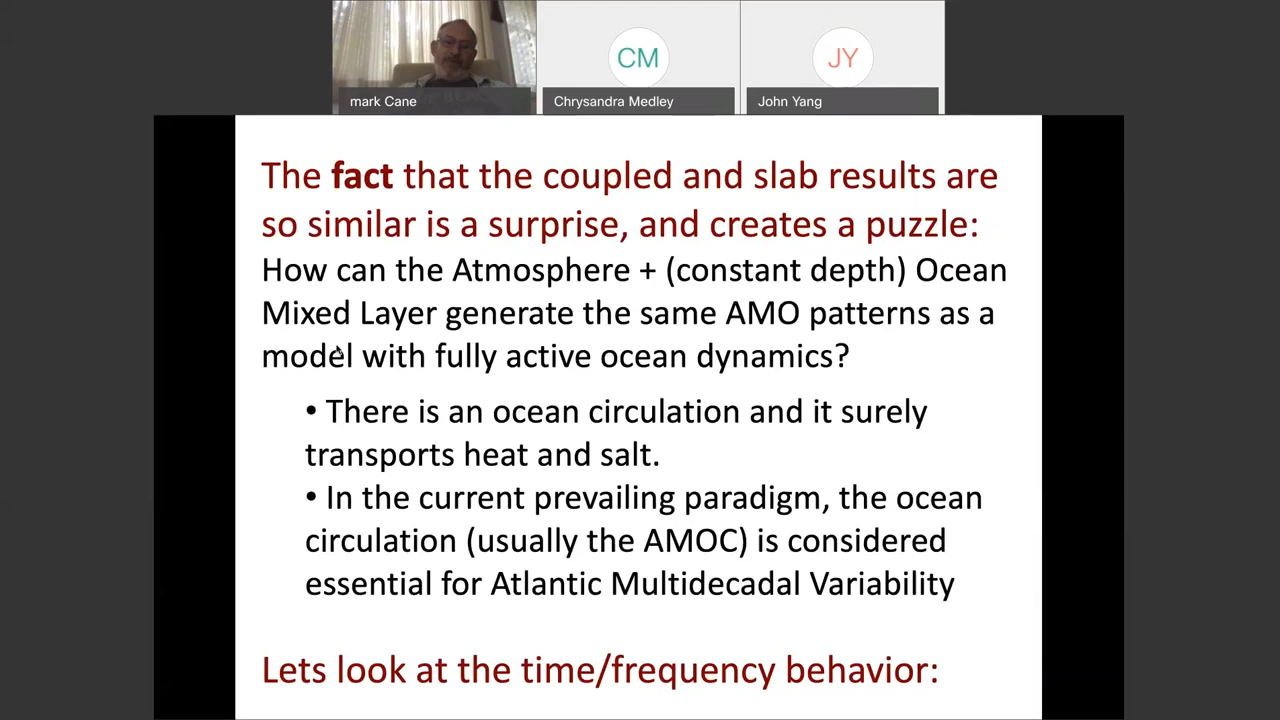 CM
JY
mark Cane
Chrysandra Medley
John Yang
The fact that the coupled and slab results are
so similar is a surprise, and creates a puzzle:
How can the Atmosphere + (constant depth) Ocean
Mixed Layer generate the same AMO patterns as a
model with fully active ocean dynamics?
• There is an ocean circulation and it surely
transports heat and salt.
• In the current prevailing paradigm, the ocean
circulation (usually the AMOC) is considered
essential for Atlantic Multidecadal Variability
Lets look at the time/frequency behavior: